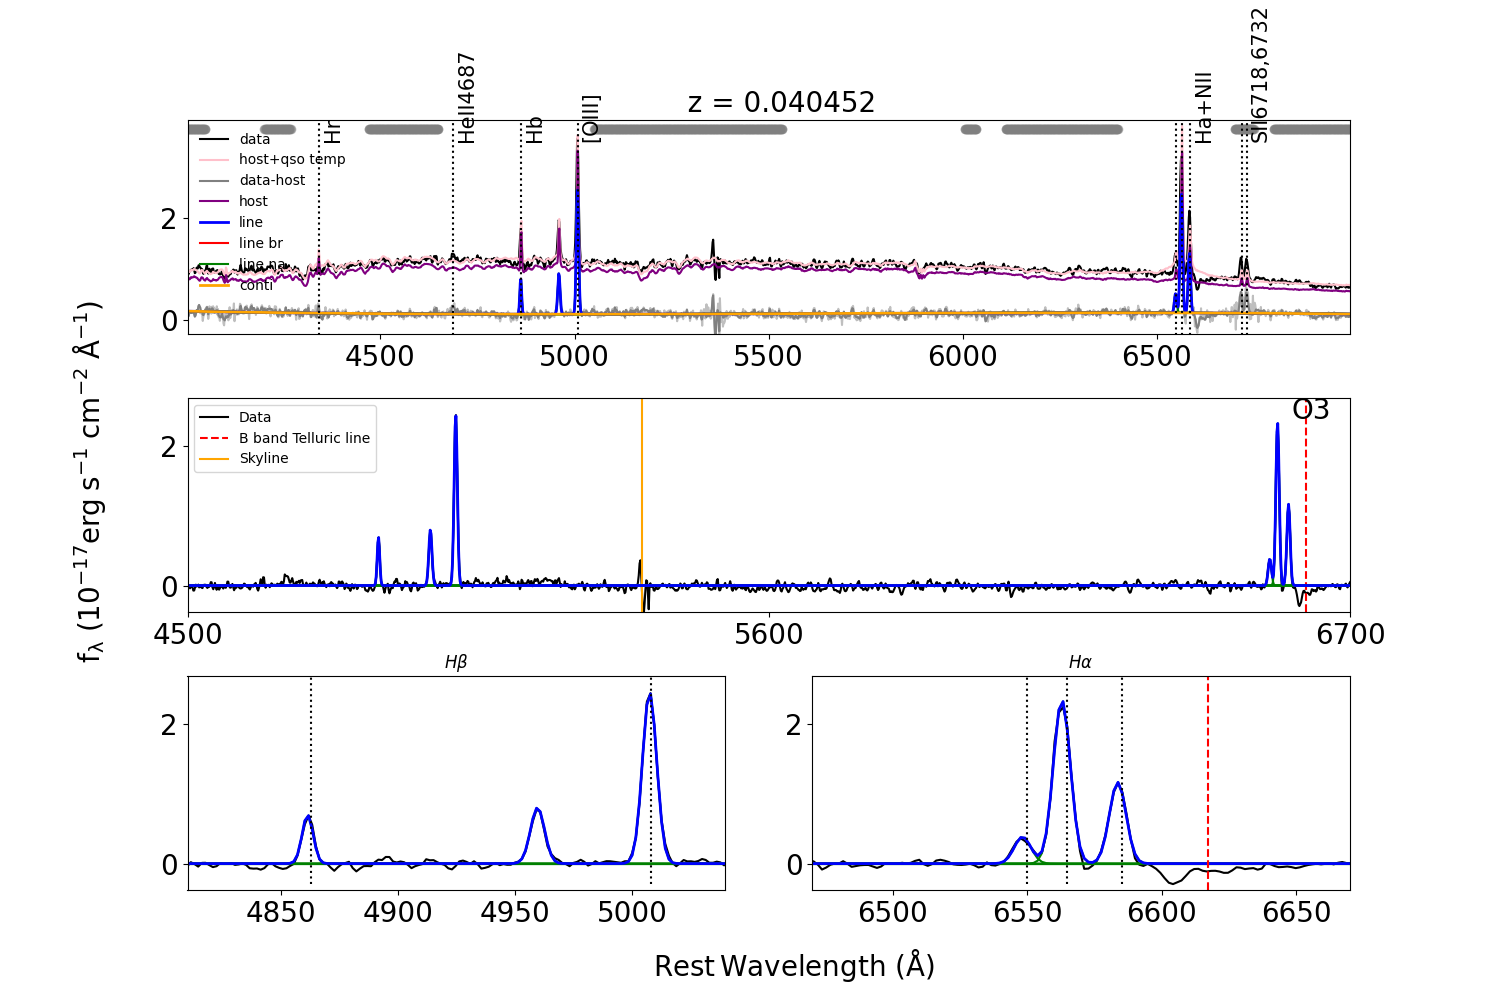 z = 0.040452
Hr
HeII4687
Hb
[OIII]
Ha+NII
SII6718,6732
data
host+qso temp
data-host
host
line
line br
line na
conti
2
0
4500
5000
5500
6000
6500
f_λ (10⁻¹⁷erg s⁻¹ cm⁻² Å⁻¹)
Data
B band Telluric line
Skyline
O3
2
0
4500
5600
6700
Hβ
2
0
4850
4900
4950
5000
Hα
2
0
6500
6550
6600
6650
Rest Wavelength (Å)